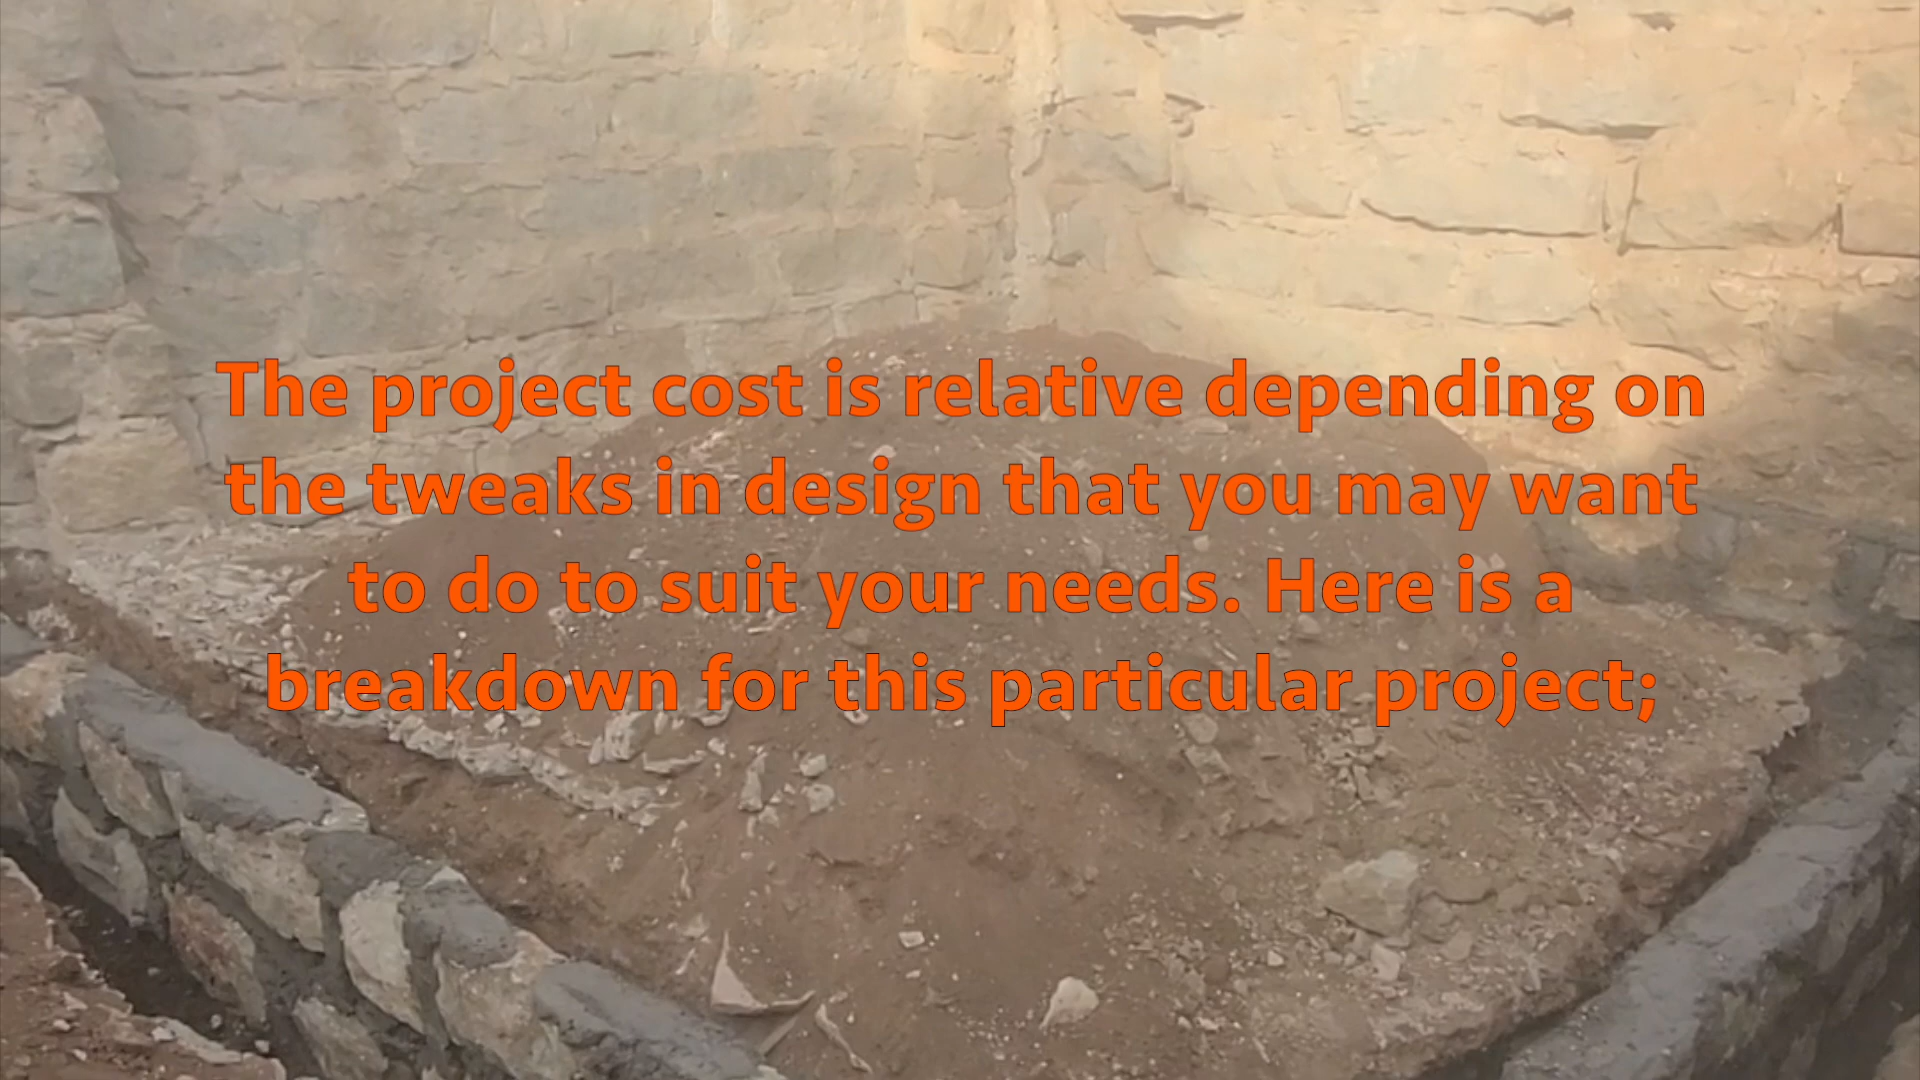 The project cost is relative depending on
the tweaks in design that you may want
to do to suit your needs. Here is a
breakdown for this particular project;